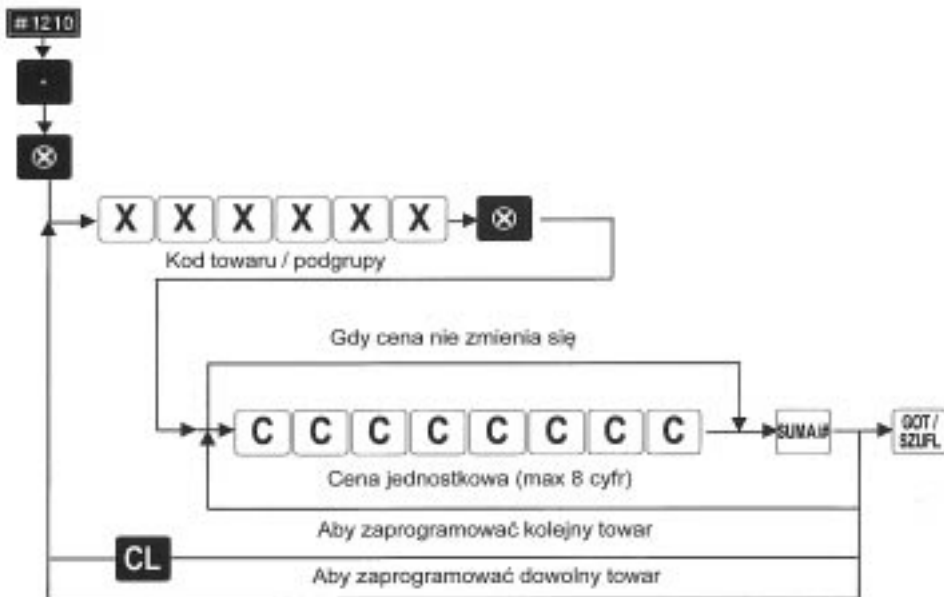 #1210
.
⊗
X X X X X X ⊗
Kod towaru / podgrupy
Gdy cena nie zmienia się
C C C C C C C C SUMA/# GOT /
SZUFL
Cena jednostkowa (max 8 cyfr)
Aby zaprogramować kolejny towar
CL
Aby zaprogramować dowolny towar